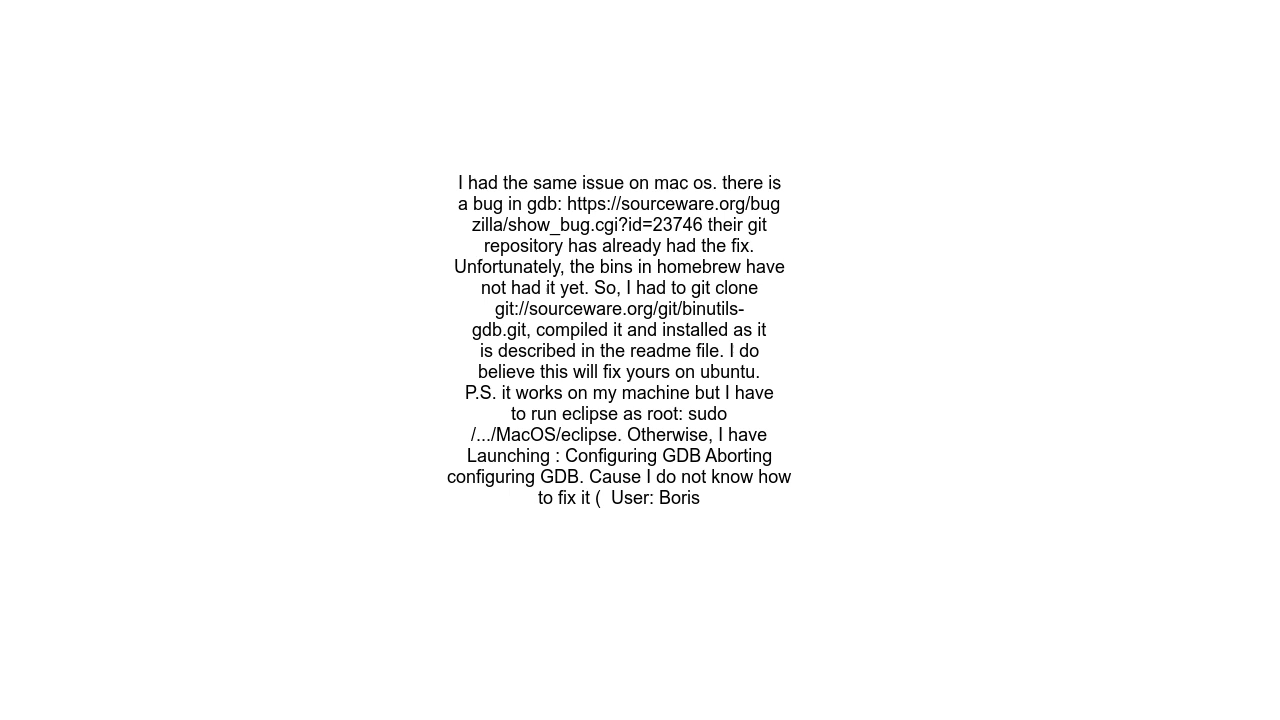 I had the same issue on mac os. there is
a bug in gdb: https://sourceware.org/bug
zilla/show_bug.cgi?id=23746 their git
repository has already had the fix.
Unfortunately, the bins in homebrew have
not had it yet. So, I had to git clone
git://sourceware.org/git/binutils-
gdb.git, compiled it and installed as it
is described in the readme file. I do
believe this will fix yours on ubuntu.
P.S. it works on my machine but I have
to run eclipse as root: sudo
/.../MacOS/eclipse. Otherwise, I have
Launching : Configuring GDB Aborting
configuring GDB. Cause I do not know how
to fix it (  User: Boris